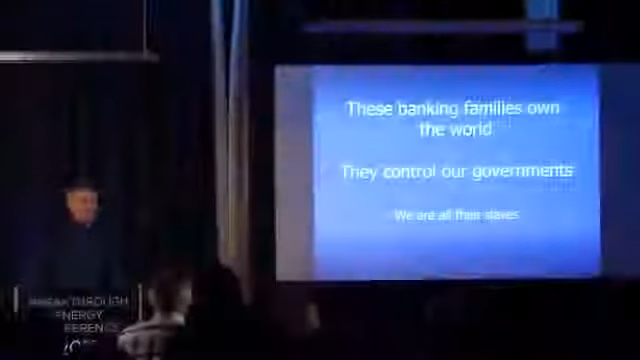 These banking families own
the world
They control our governments
We are all their slaves
BREAKTHROUGH
ENERGY